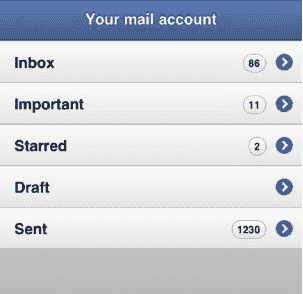 Your mail account
Inbox 86
Important 11
Starred 2
Draft
Sent 1230